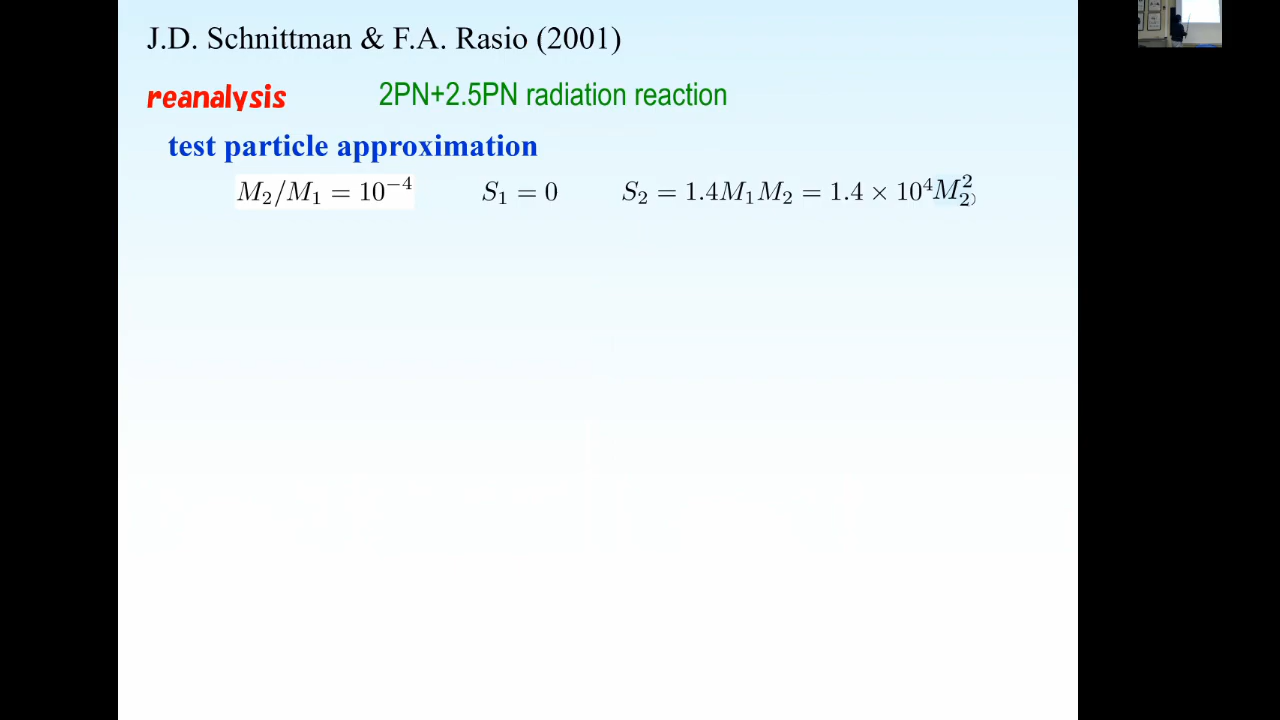 J.D. Schnittman & F.A. Rasio (2001)
reanalysis 2PN+2.5PN radiation reaction
test particle approximation
M₂/M₁ = 10⁻⁴ S₁ = 0 S₂ = 1.4M₁M₂ = 1.4 × 10⁴M₂²